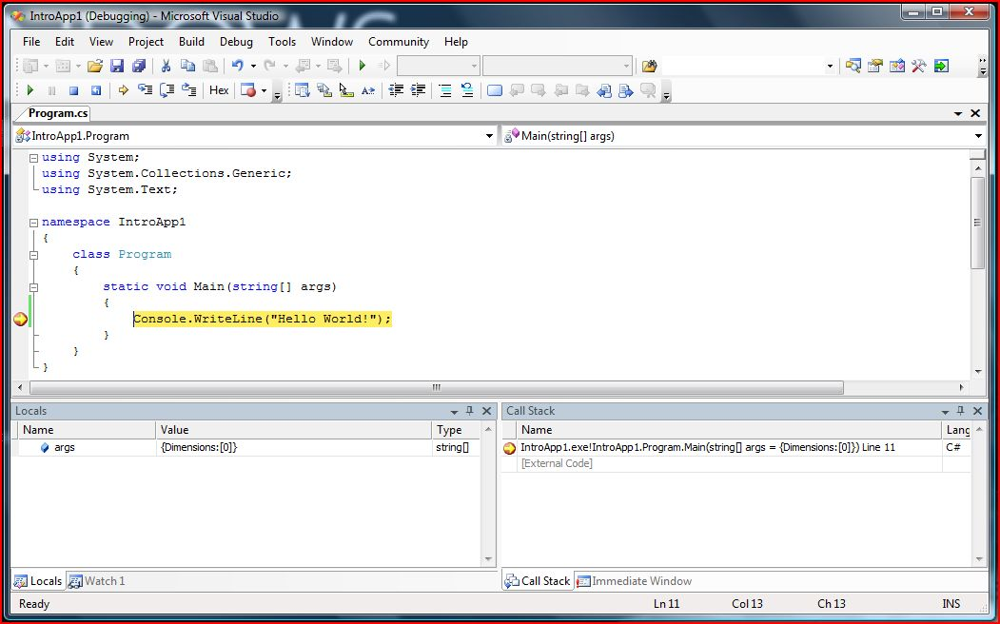 IntroApp1 (Debugging) - Microsoft Visual Studio
File Edit View Project Build Debug Tools Window Community Help
Hex
Program.cs
IntroApp1.Program Main(string[] args)
using System;
using System.Collections.Generic;
using System.Text;
namespace IntroApp1
{
class Program
{
static void Main(string[] args)
{
Console.WriteLine("Hello World!");
}
}
}
Locals Call Stack
Name Value Type Name Lang
args {Dimensions:[0]} string[] IntroApp1.exe!IntroApp1.Program.Main(string[] args = {Dimensions:[0]}) Line 11 C#
[External Code]
Locals Watch 1 Call Stack Immediate Window
Ready Ln 11 Col 13 Ch 13 INS